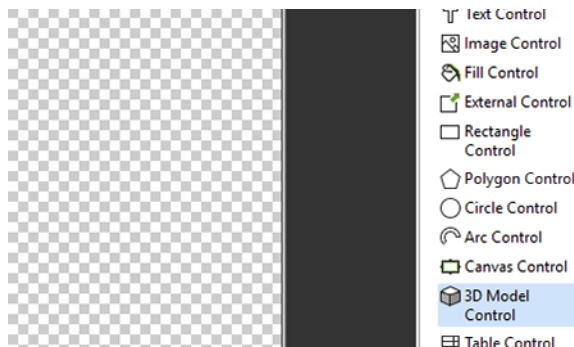 Text Control
Image Control
Fill Control
External Control
Rectangle
Control
Polygon Control
Circle Control
Arc Control
Canvas Control
3D Model
Control
Table Control